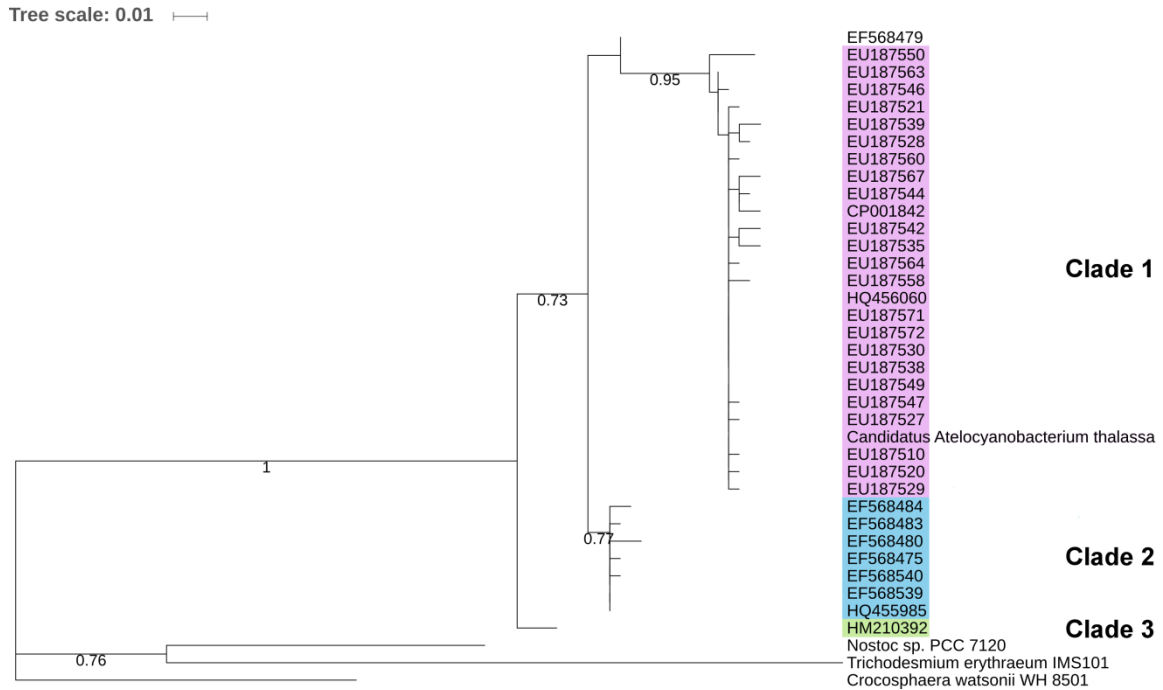 Tree scale: 0.01
EF568479
EU187550
EU187563
0.95
EU187546
EU187521
EU187539
EU187528
EU187560
EU187567
EU187544
CP001842
EU187542
EU187535
EU187564
Clade 1
EU187558
HQ456060
0.73
EU187571
EU187572
EU187530
EU187538
EU187549
EU187547
EU187527
Candidatus Atelocyanobacterium thalassa
EU187510
1
EU187520
EU187529
EF568484
EF568483
EF568480
0.77
EF568475
Clade 2
EF568540
EF568539
HQ455985
HM210392
Clade 3
Nostoc sp. PCC 7120
0.76
Trichodesmium erythraeum IMS101
Crocosphaera watsonii WH 8501